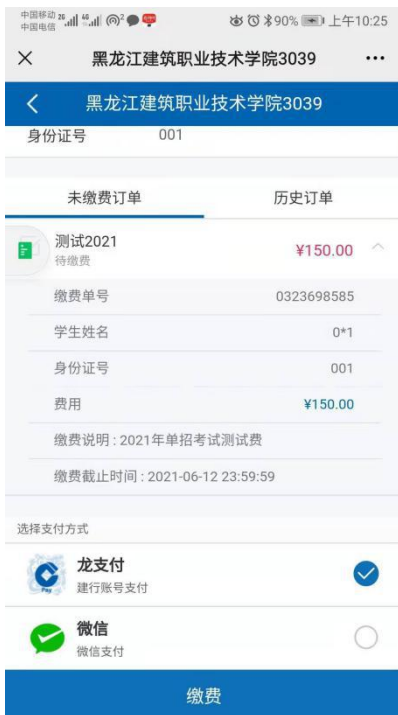 中国移动 26 46 2 90% 上午10:25
中国电信
黑龙江建筑职业技术学院3039
黑龙江建筑职业技术学院3039
身份证号 001
未缴费订单 历史订单
测试2021 ¥150.00
待缴费
缴费单号 0323698585
学生姓名 0*1
身份证号 001
费用 ¥150.00
缴费说明 : 2021年单招考试测试费
缴费截止时间 : 2021-06-12 23:59:59
选择支付方式
龙支付
建行账号支付
微信
微信支付
缴费